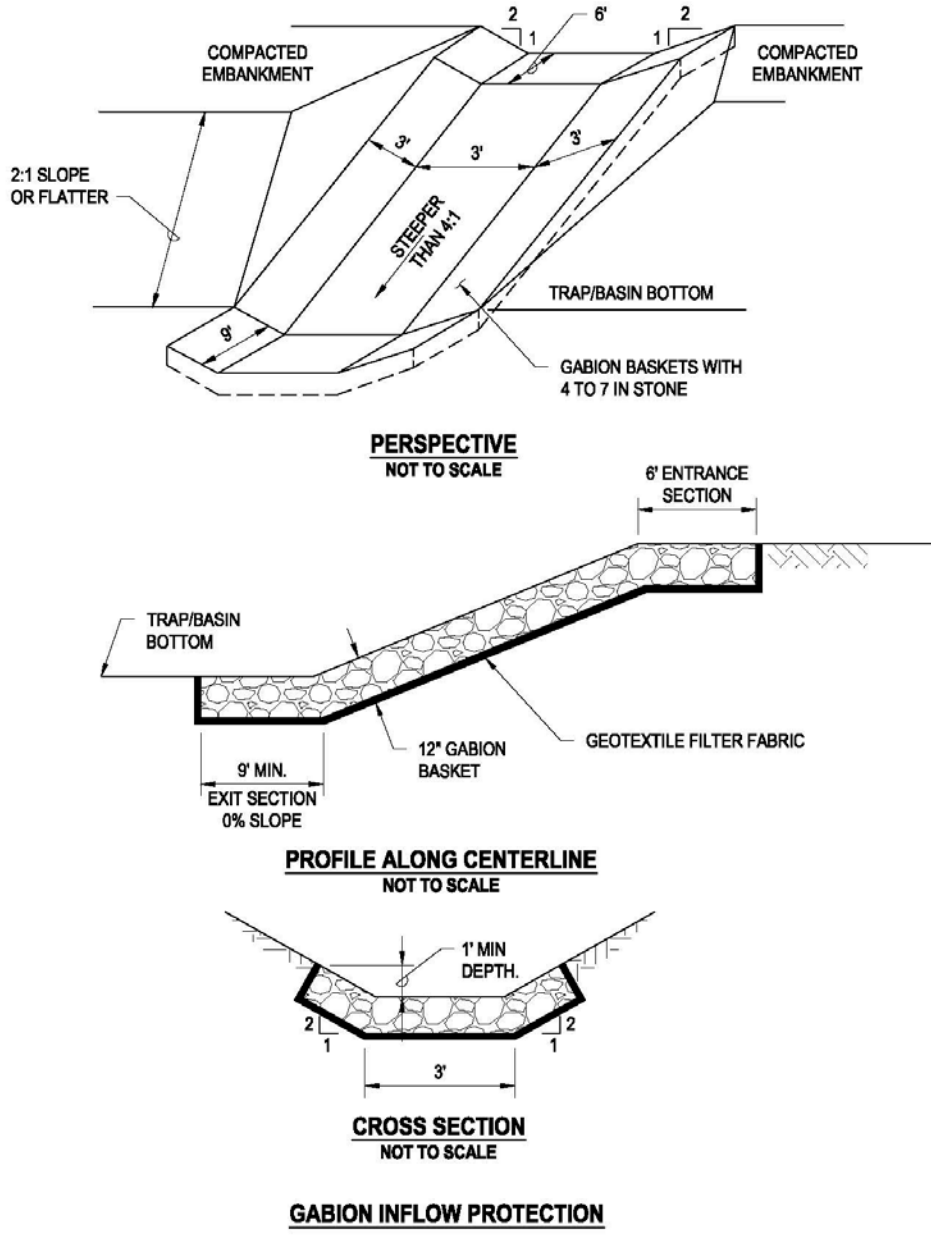 2
1
6'
1
2
COMPACTED
EMBANKMENT
COMPACTED
EMBANKMENT
3'
3'
3'
2:1 SLOPE
OR FLATTER
STEEPER
THAN 4:1
TRAP/BASIN BOTTOM
9'
GABION BASKETS WITH
4 TO 7 IN STONE
PERSPECTIVE
NOT TO SCALE
6' ENTRANCE
SECTION
TRAP/BASIN
BOTTOM
12" GABION
BASKET
GEOTEXTILE FILTER FABRIC
9' MIN.
EXIT SECTION
0% SLOPE
PROFILE ALONG CENTERLINE
NOT TO SCALE
1' MIN
DEPTH.
2
1
2
1
3'
CROSS SECTION
NOT TO SCALE
GABION INFLOW PROTECTION